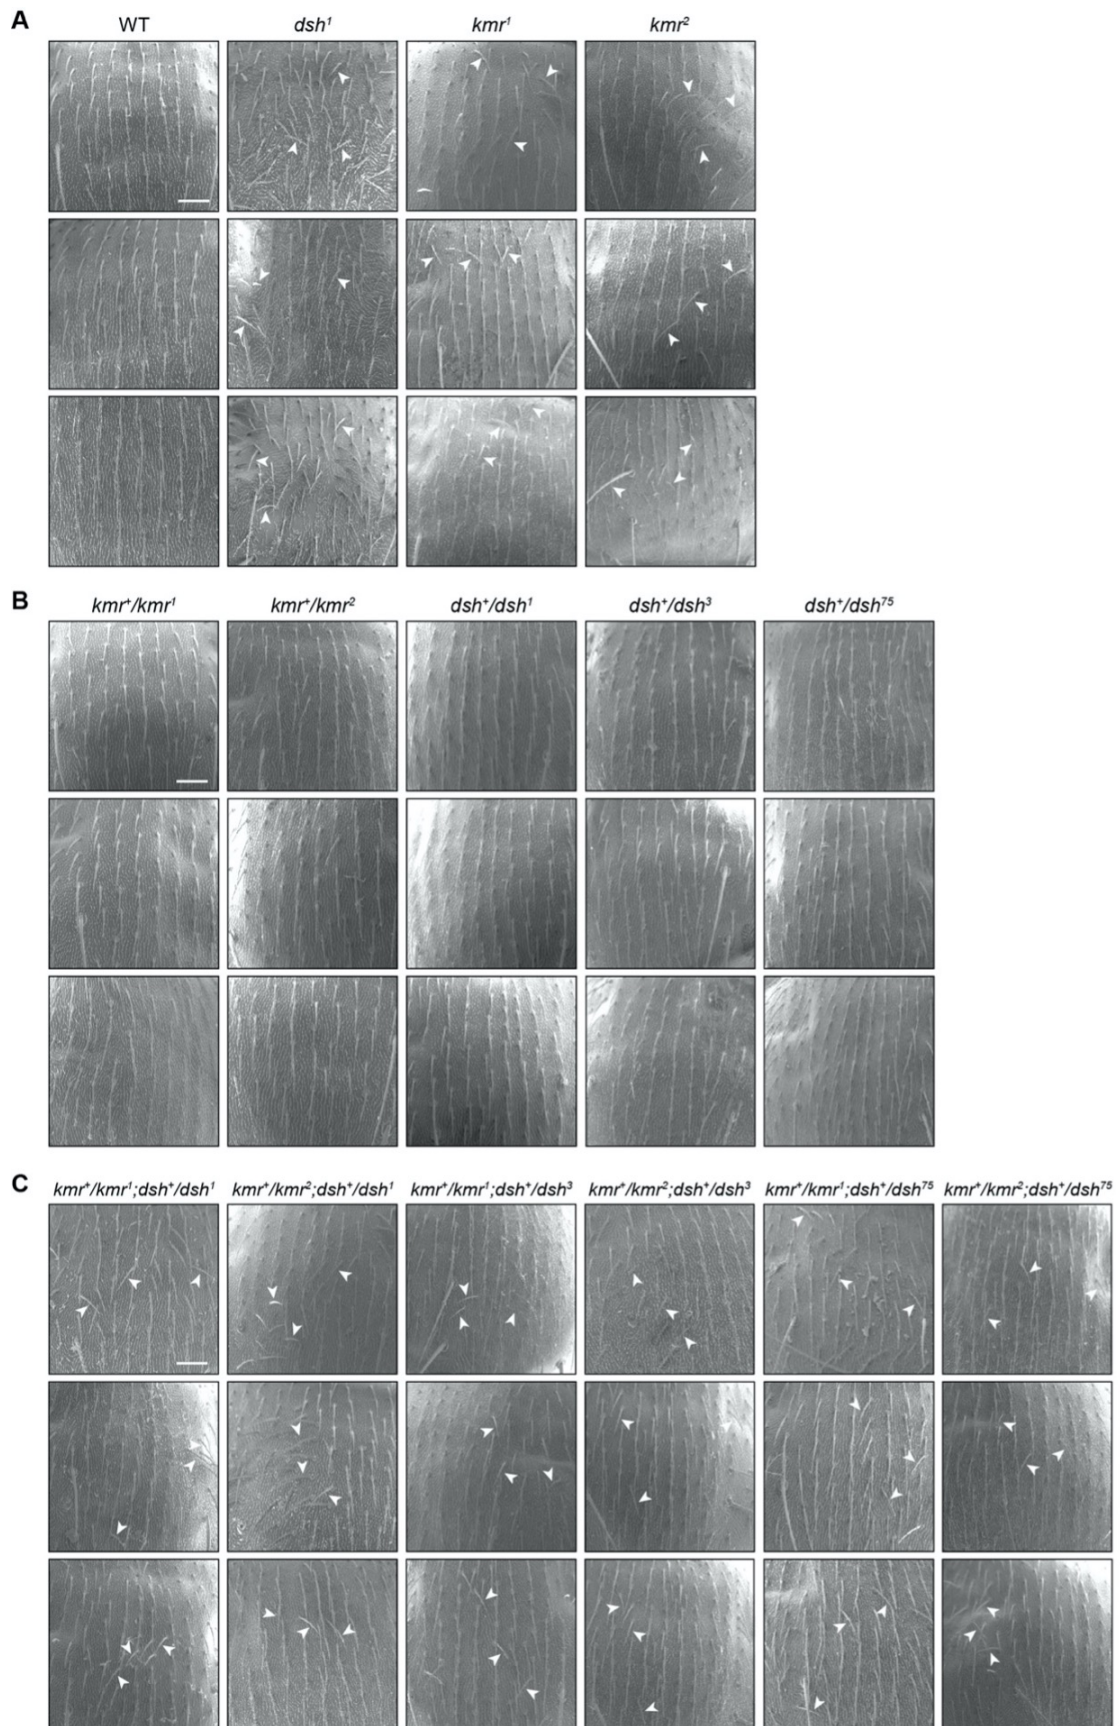 A
WT dsh¹ kmr¹ kmr²
B
kmr⁺/kmr¹ kmr⁺/kmr² dsh⁺/dsh¹ dsh⁺/dsh³ dsh⁺/dsh⁷⁵
C
kmr⁺/kmr¹;dsh⁺/dsh¹ kmr⁺/kmr²;dsh⁺/dsh¹ kmr⁺/kmr¹;dsh⁺/dsh³ kmr⁺/kmr²;dsh⁺/dsh³ kmr⁺/kmr¹;dsh⁺/dsh⁷⁵ kmr⁺/kmr²;dsh⁺/dsh⁷⁵